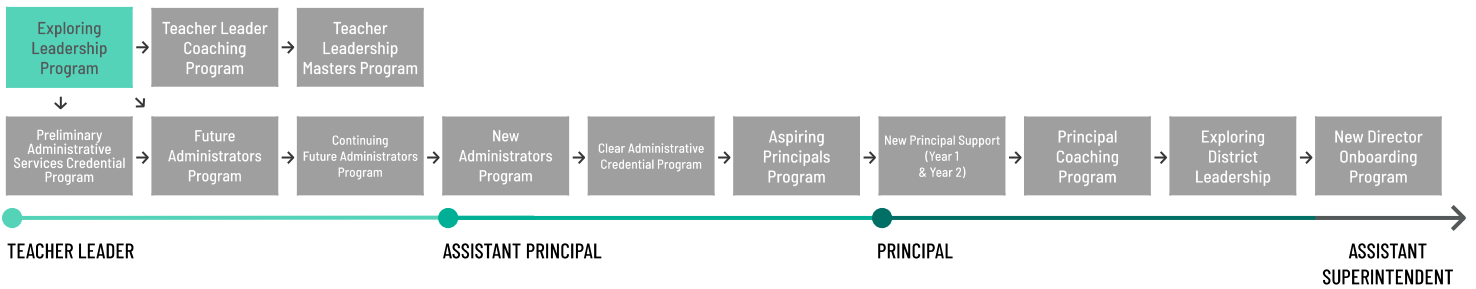 Exploring
Leadership
Program
Teacher Leader
Coaching
Program
Teacher
Leadership
Masters Program
Preliminary
Administrative
Services Credential
Program
Future
Administrators
Program
Continuing
Future Administrators
Program
New
Administrators
Program
Clear Administrative
Credential Program
Aspiring
Principals
Program
New Principal Support
(Year 1
& Year 2)
Principal
Coaching
Program
Exploring
District
Leadership
New Director
Onboarding
Program
TEACHER LEADER
ASSISTANT PRINCIPAL
PRINCIPAL
ASSISTANT
SUPERINTENDENT